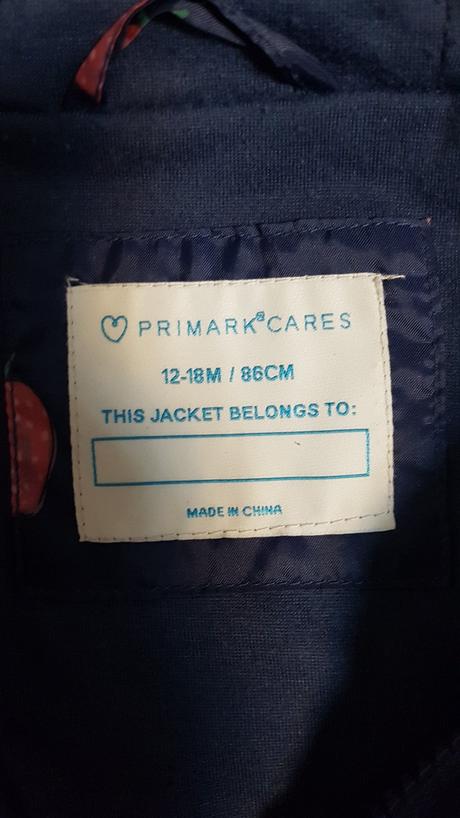 PRIMARK® CARES
12-18M / 86CM
THIS JACKET BELONGS TO:
MADE IN CHINA